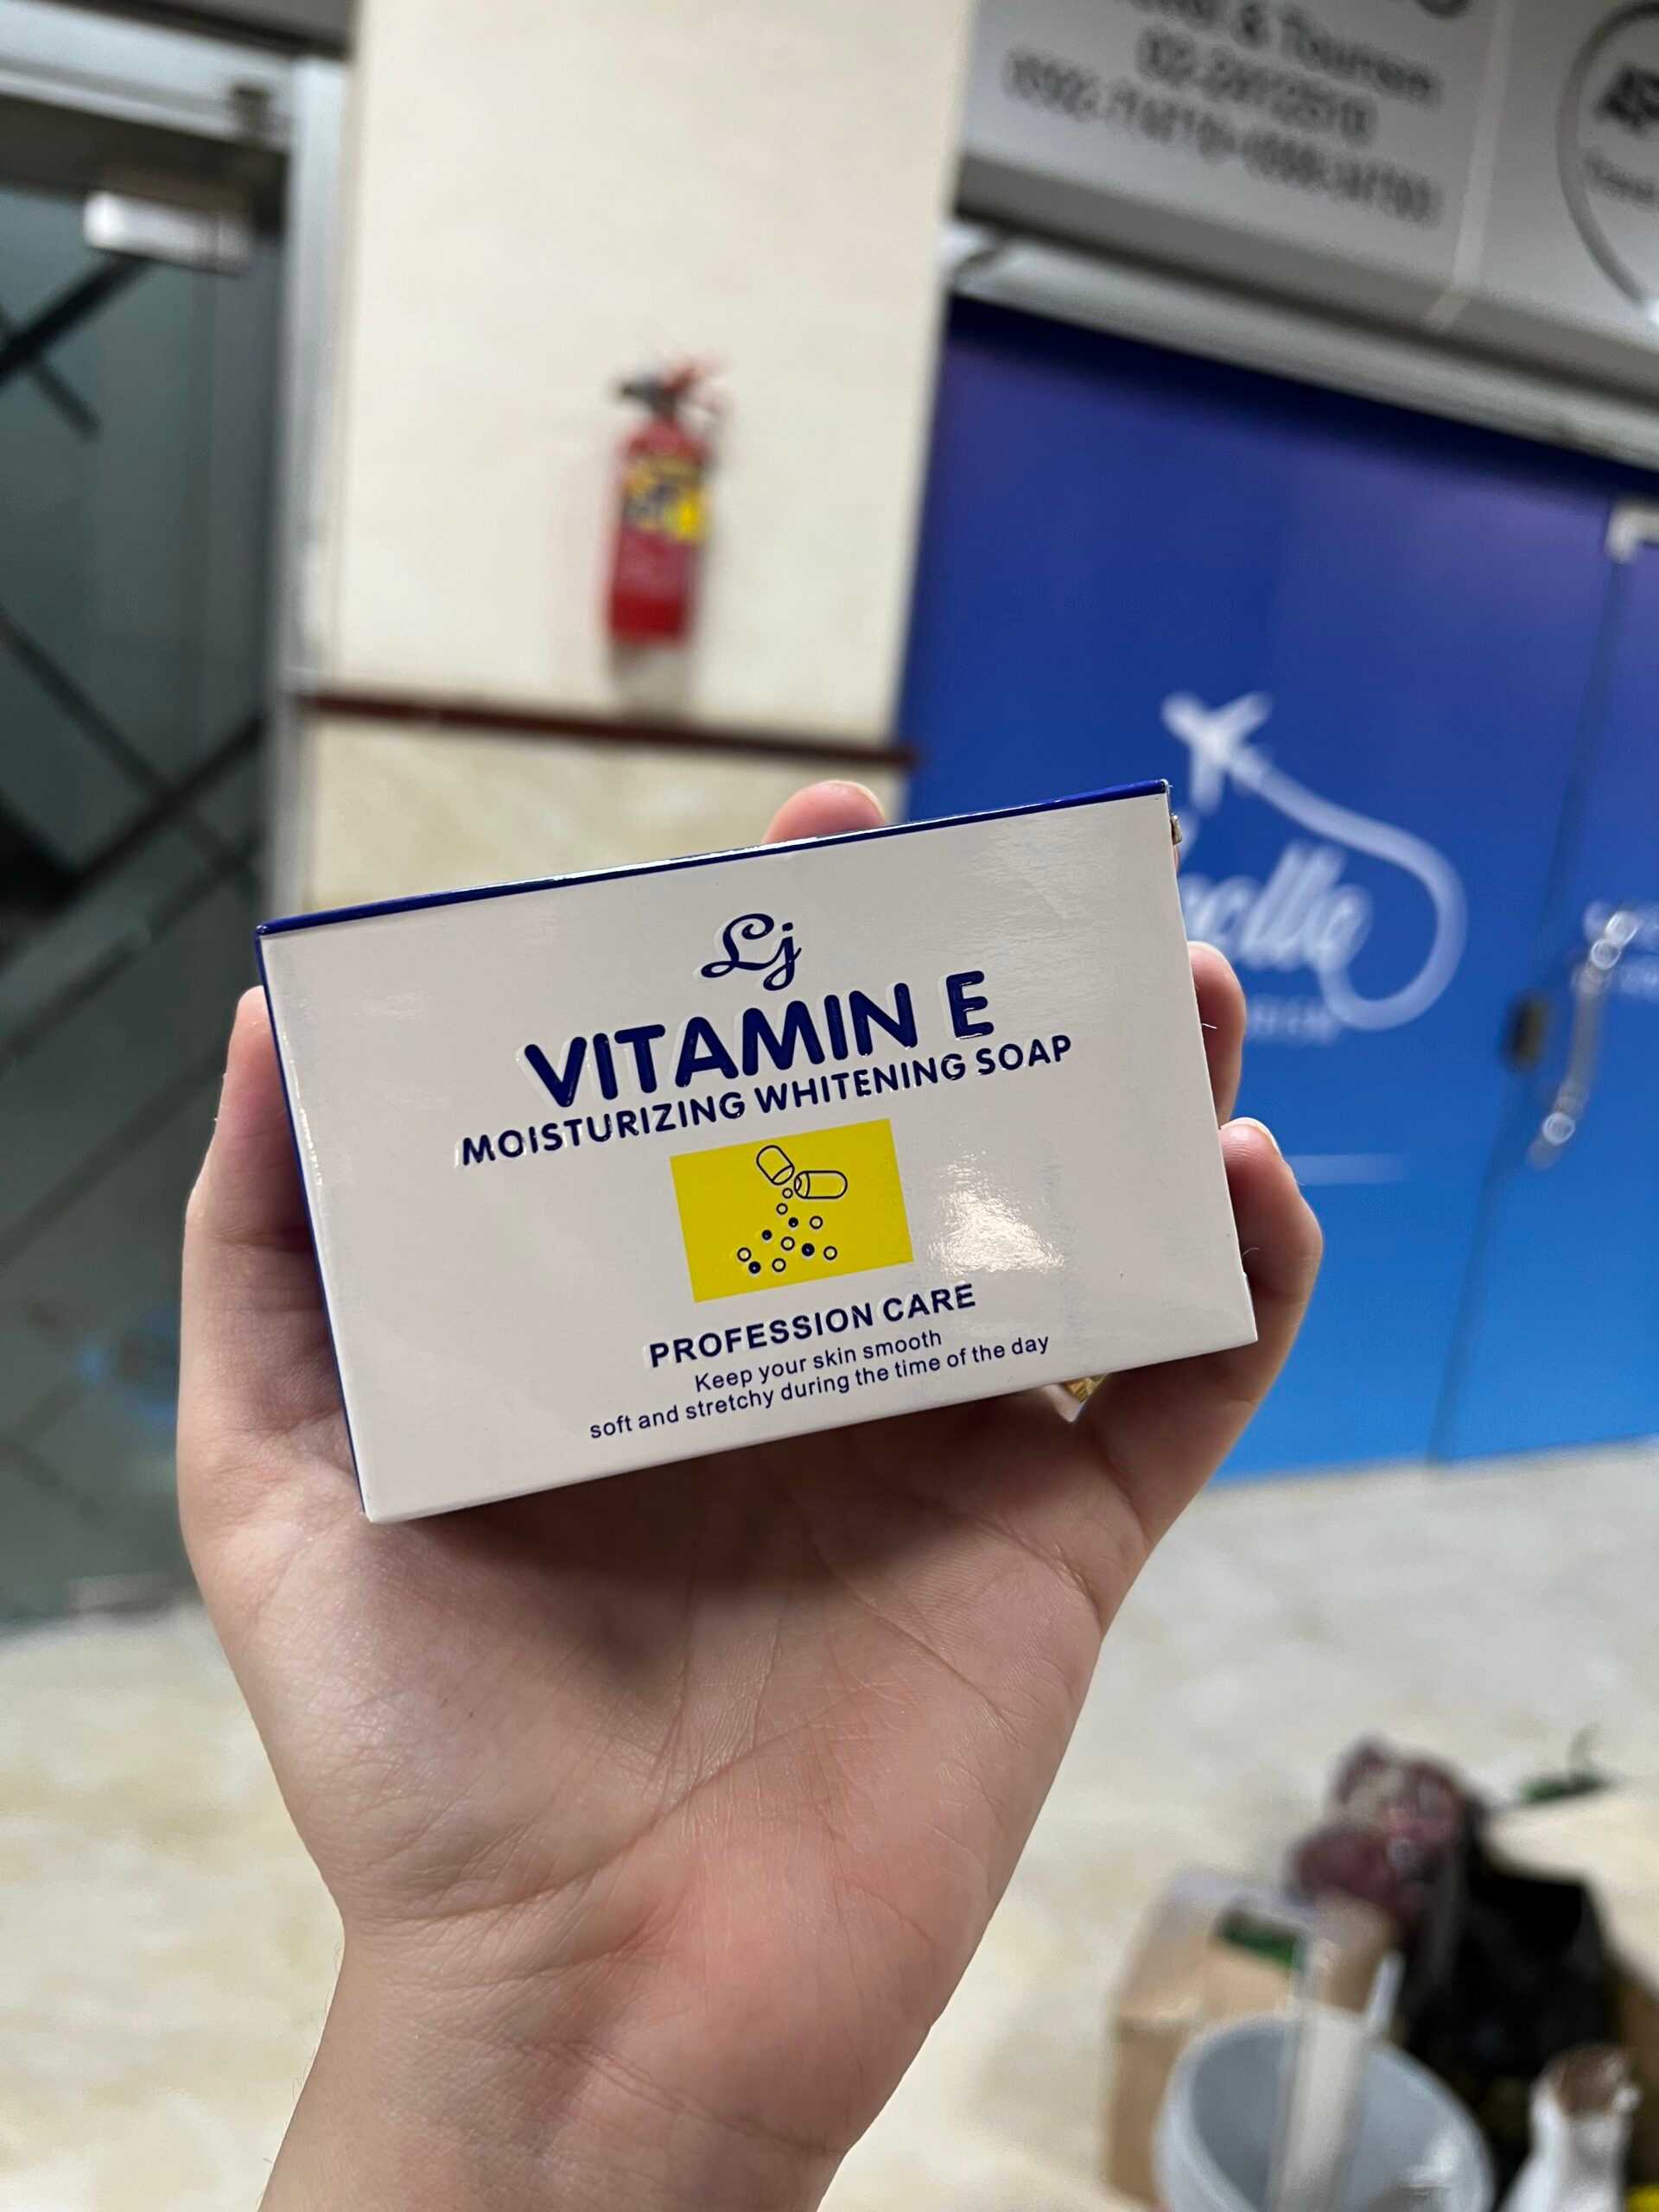 & Tourism
Lj
VITAMIN E
MOISTURIZING WHITENING SOAP
PROFESSION CARE
Keep your skin smooth
soft and stretchy during the time of the day